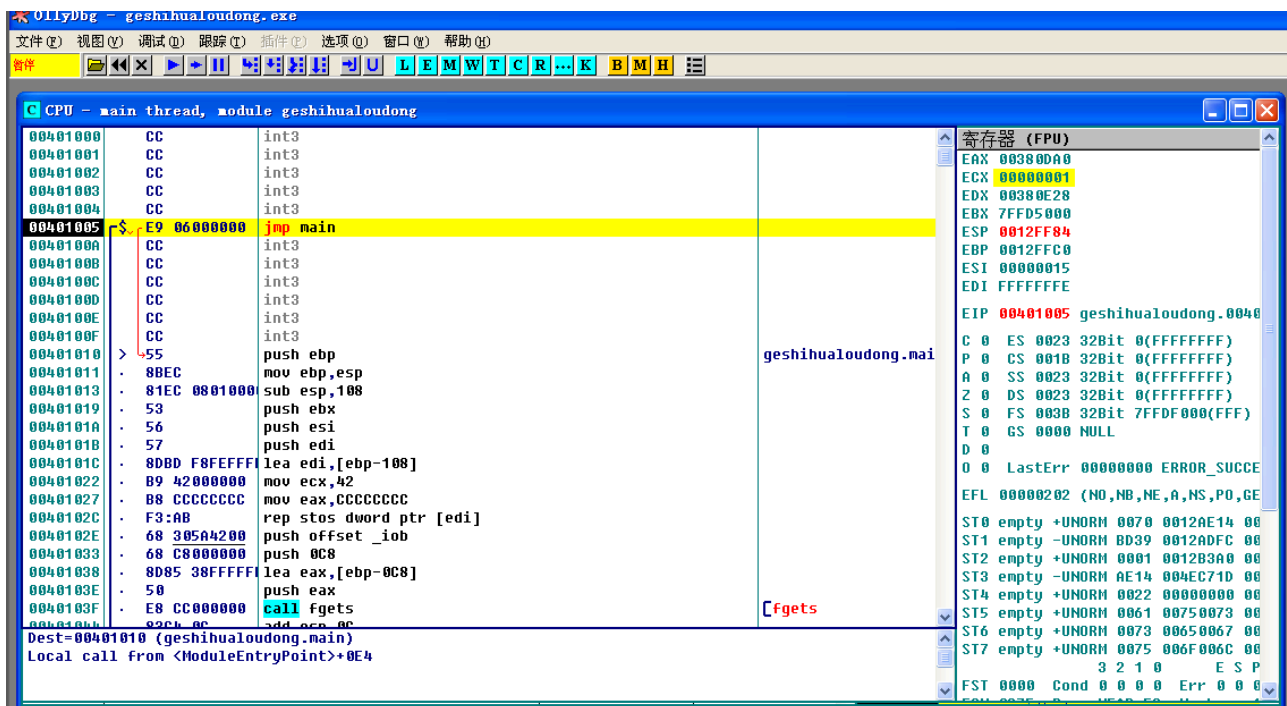 OllyDbg - geshihualoudong.exe
文件(F) 视图(V) 调试(D) 跟踪(T) 插件(P) 选项(O) 窗口(W) 帮助(H)
暂停 L E M W T C R ... K B M H
C CPU - main thread, module geshihualoudong
00401000 CC int3
00401001 CC int3
00401002 CC int3
00401003 CC int3
00401004 CC int3
00401005 $ E9 06000000 jmp main
0040100A CC int3
0040100B CC int3
0040100C CC int3
0040100D CC int3
0040100E CC int3
0040100F CC int3
00401010 > 55 push ebp geshihualoudong.mai
00401011 . 8BEC mov ebp,esp
00401013 . 81EC 0801000 sub esp,108
00401019 . 53 push ebx
0040101A . 56 push esi
0040101B . 57 push edi
0040101C . 8DBD F8FEFFF lea edi,[ebp-108]
00401022 . B9 42000000 mov ecx,42
00401027 . B8 CCCCCCCC mov eax,CCCCCCCC
0040102C . F3:AB rep stos dword ptr [edi]
0040102E . 68 305A4200 push offset _iob
00401033 . 68 C8000000 push 0C8
00401038 . 8D85 38FFFFF lea eax,[ebp-0C8]
0040103E . 50 push eax
0040103F . E8 CC000000 call fgets [fgets
00401044 . 83C4 0C add esp,0C
Dest=00401010 (geshihualoudong.main)
Local call from <ModuleEntryPoint>+0E4
寄存器 (FPU)
EAX 00380DA0
ECX 00000001
EDX 00380E28
EBX 7FFD5000
ESP 0012FF84
EBP 0012FFC0
ESI 00000015
EDI FFFFFFFE
EIP 00401005 geshihualoudong.0040
C 0 ES 0023 32Bit 0(FFFFFFFF)
P 0 CS 001B 32Bit 0(FFFFFFFF)
A 0 SS 0023 32Bit 0(FFFFFFFF)
Z 0 DS 0023 32Bit 0(FFFFFFFF)
S 0 FS 003B 32Bit 7FFDF000(FFF)
T 0 GS 0000 NULL
D 0
O 0 LastErr 00000000 ERROR_SUCCE
EFL 00000202 (NO,NB,NE,A,NS,PO,GE
ST0 empty +UNORM 0070 0012AE14 00
ST1 empty -UNORM BD39 0012ADFC 00
ST2 empty +UNORM 0001 0012B3A0 00
ST3 empty -UNORM AE14 004EC71D 00
ST4 empty +UNORM 0022 00000000 00
ST5 empty +UNORM 0061 00750073 00
ST6 empty +UNORM 0073 00650067 00
ST7 empty +UNORM 0075 006F006C 00
3 2 1 0 E S P
FST 0000 Cond 0 0 0 0 Err 0 0 0